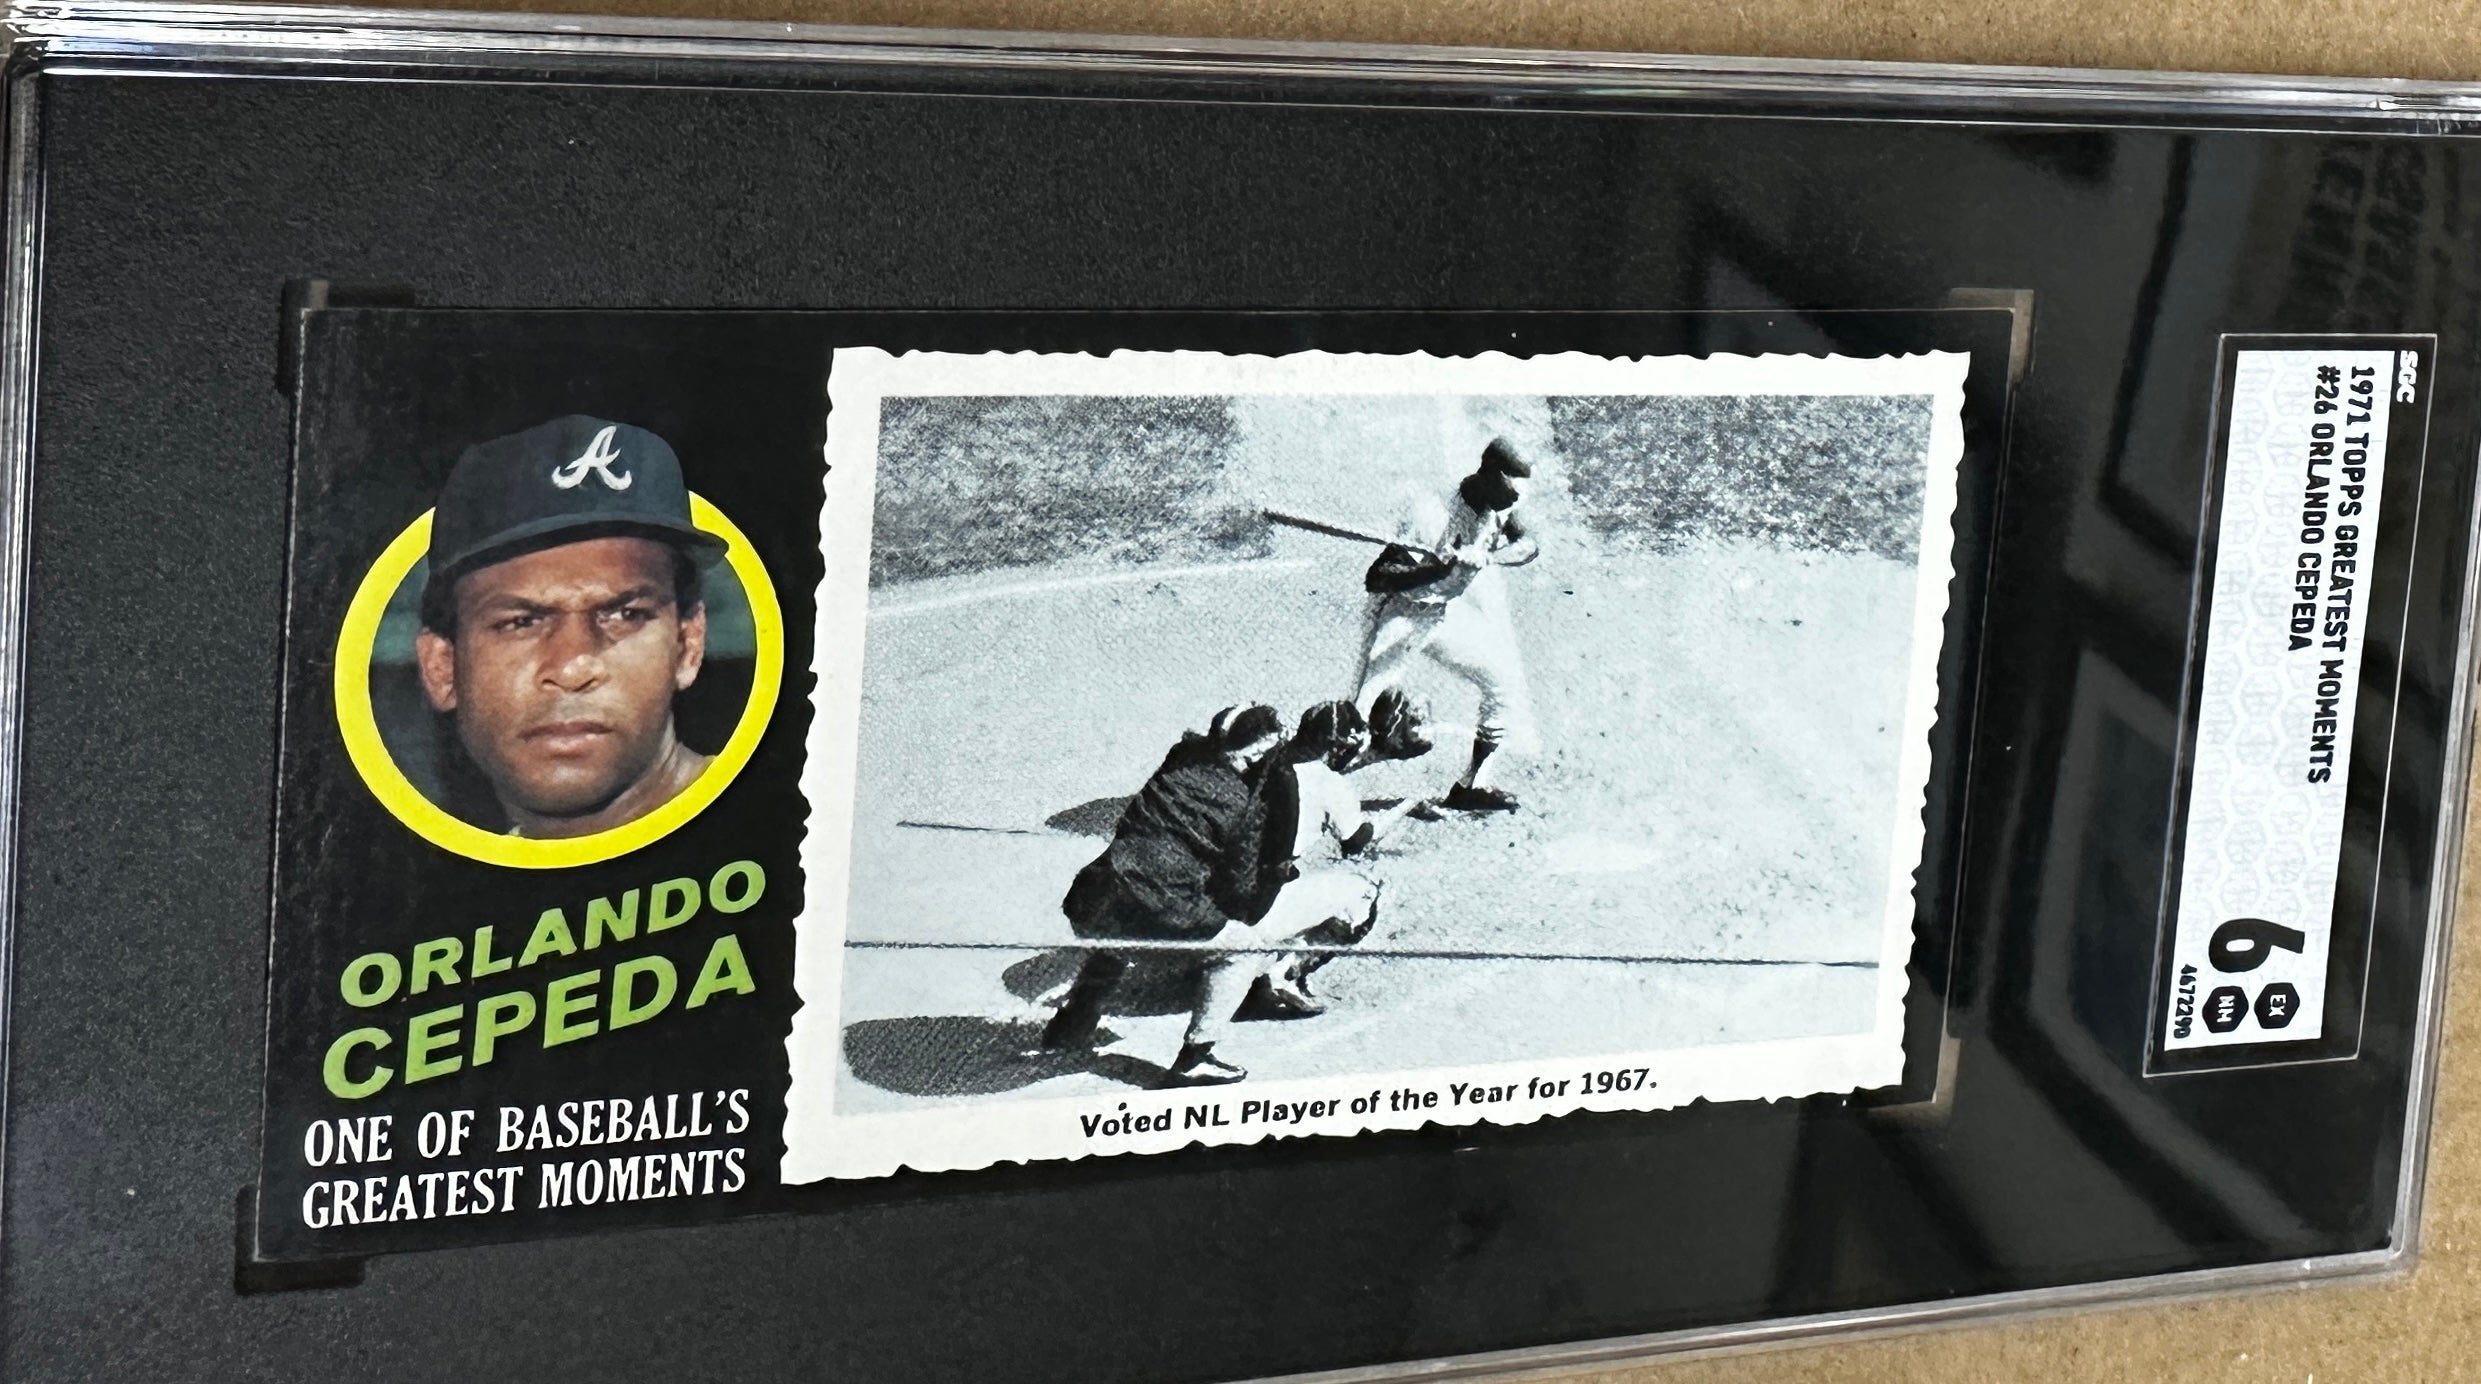 A
ORLANDO
CEPEDA
ONE OF BASEBALL'S
GREATEST MOMENTS
Voted NL Player of the Year for 1967.
SGC
1971 TOPPS GREATEST MOMENTS
#26 ORLANDO CEPEDA
6
EX
NM
4672290